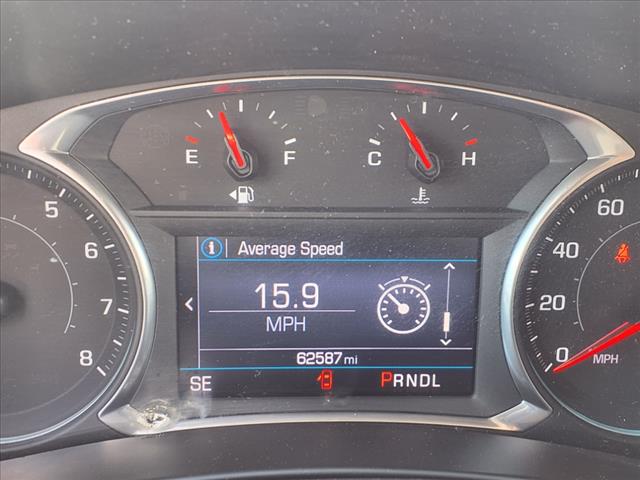 E F
C H
5
6
7
8
i Average Speed
15.9
MPH
62587 mi
SE PRNDL
60
40
20
0
MPH